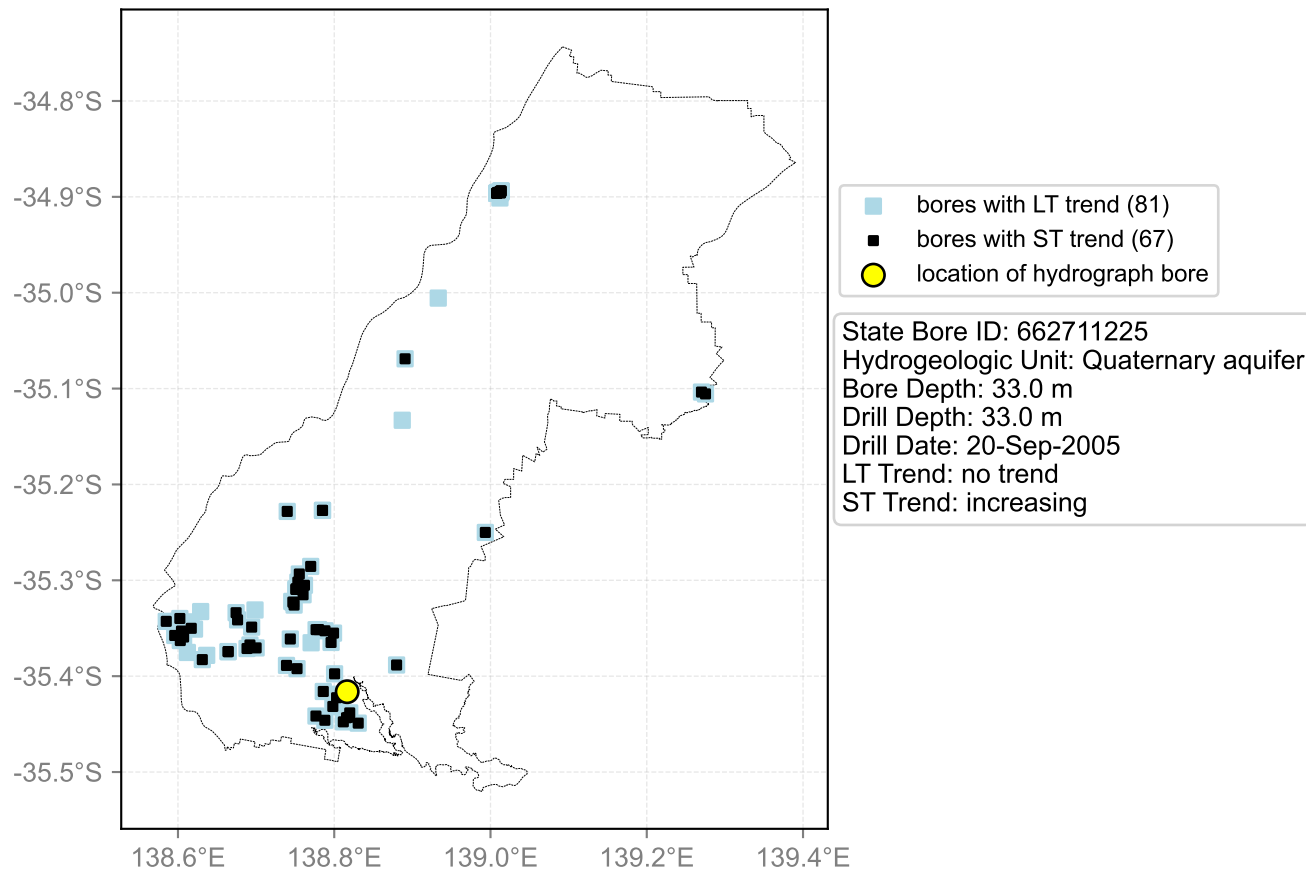 -34.8°S
-34.9°S
-35.0°S
-35.1°S
-35.2°S
-35.3°S
-35.4°S
-35.5°S
138.6°E
138.8°E
139.0°E
139.2°E
139.4°E
bores with LT trend (81)
bores with ST trend (67)
location of hydrograph bore
State Bore ID: 662711225
Hydrogeologic Unit: Quaternary aquifer
Bore Depth: 33.0 m
Drill Depth: 33.0 m
Drill Date: 20-Sep-2005
LT Trend: no trend
ST Trend: increasing